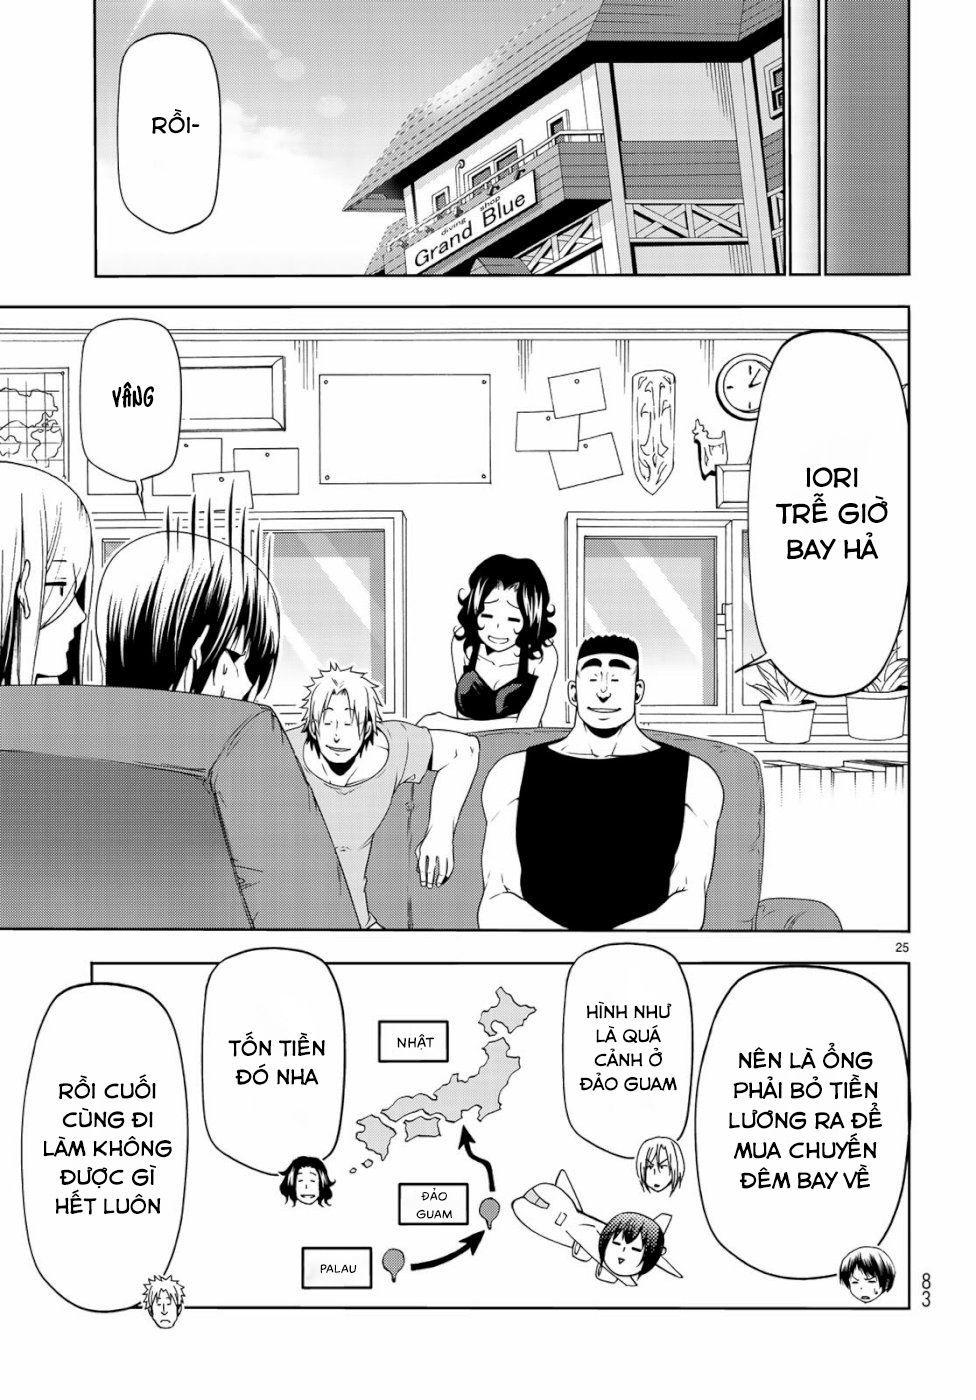 RỒI-
diving shop
Grand Blue
IORI
TRỄ GIỜ
BAY HẢ
VÂNG
25
NÊN LÀ ỔNG
PHẢI BỎ TIỀN
LƯƠNG RA ĐỂ
MUA CHUYẾN
ĐÊM BAY VỀ
HÌNH NHƯ
LÀ QUÁ
CẢNH Ở
ĐẢO GUAM
NHẬT
ĐẢO
GUAM
PALAU
TỐN TIỀN
ĐÓ NHA
RỒI CUỐI
CÙNG ĐI
LÀM KHÔNG
ĐƯỢC GÌ
HẾT LUÔN
83